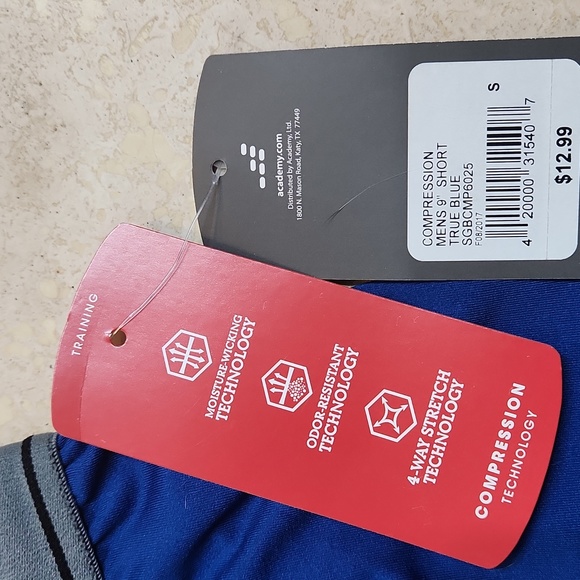 academy.com
Distributed by Academy, Ltd.
1800 N. Mason Road, Katy, TX 77449
COMPRESSION
MENS 9" SHORT
TRUE BLUE
SGBCMP6025
F08/2017
S
4 20000 31540 7
$12.99
TRAINING
MOISTURE-WICKING
TECHNOLOGY
ODOR-RESISTANT
TECHNOLOGY
4-WAY STRETCH
TECHNOLOGY
COMPRESSION
TECHNOLOGY